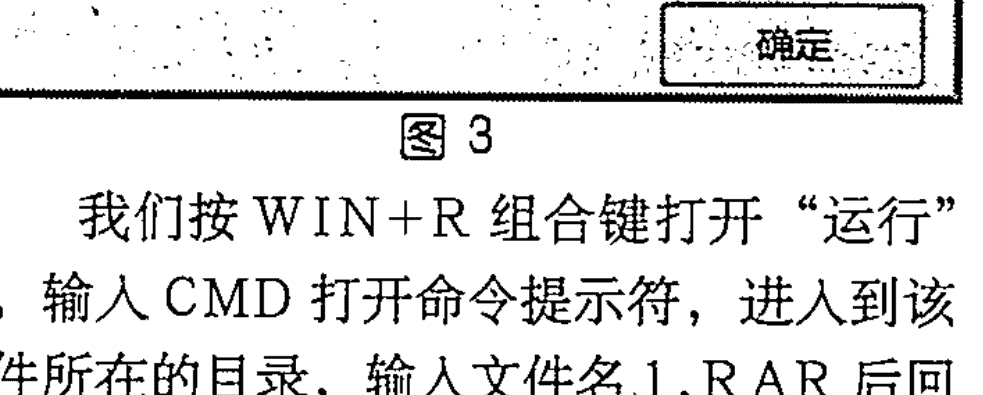 确定
图 3
我们按 WIN+R 组合键打开“运行”
，输入 CMD 打开命令提示符，进入到该
件所在的目录，输入文件名1.RAR 后回